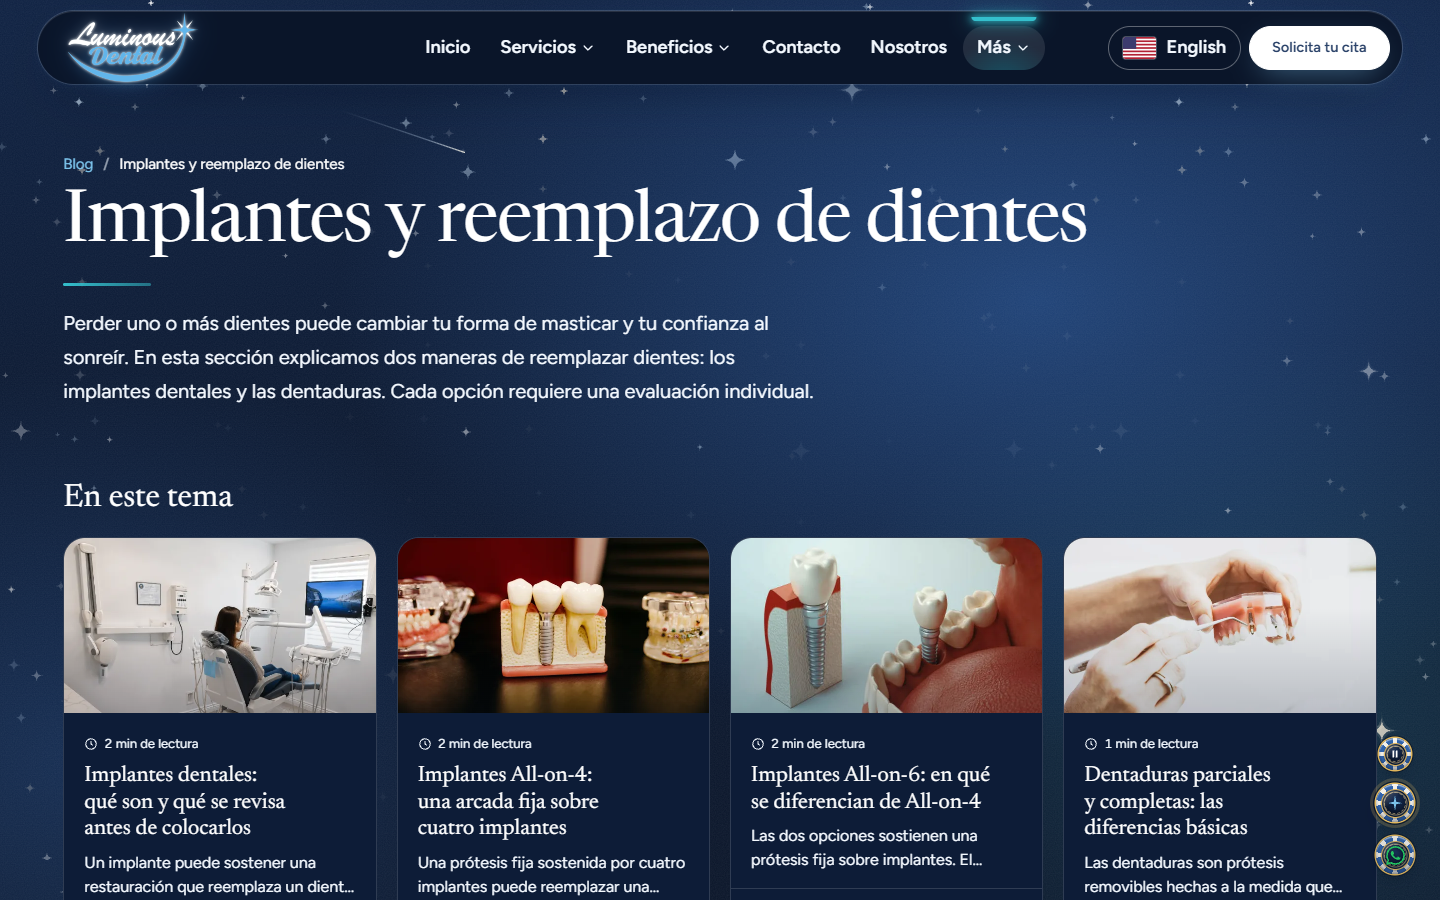 Luminous
Dental
Inicio
Servicios
Beneficios
Contacto
Nosotros
Más
English
Solicita tu cita
Blog / Implantes y reemplazo de dientes
Implantes y reemplazo de dientes
Perder uno o más dientes puede cambiar tu forma de masticar y tu confianza al
sonreír. En esta sección explicamos dos maneras de reemplazar dientes: los
implantes dentales y las dentaduras. Cada opción requiere una evaluación individual.
En este tema
2 min de lectura
Implantes dentales:
qué son y qué se revisa
antes de colocarlos
Un implante puede sostener una
restauración que reemplaza un dient...
2 min de lectura
Implantes All-on-4:
una arcada fija sobre
cuatro implantes
Una prótesis fija sostenida por cuatro
implantes puede reemplazar una...
2 min de lectura
Implantes All-on-6: en qué
se diferencian de All-on-4
Las dos opciones sostienen una
prótesis fija sobre implantes. El...
1 min de lectura
Dentaduras parciales
y completas: las
diferencias básicas
Las dentaduras son prótesis
removibles hechas a la medida que...